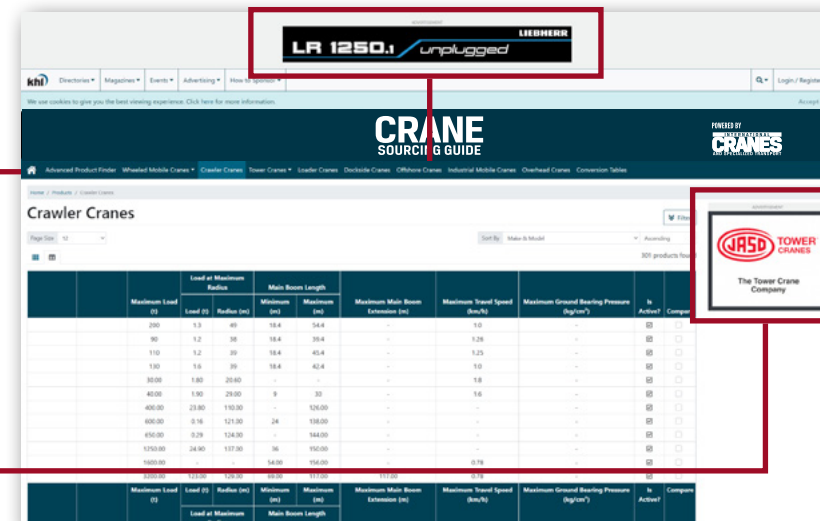 ADVERTISEMENT
LIEBHERR
LR 1250.1 unplugged
khl Directories Magazines Events Advertising How to Sponsor Login / Registe
We use cookies to give you the best viewing experience. Click here for more information. Accept
CRANE
SOURCING GUIDE
POWERED BY
INTERNATIONAL
CRANES
AND SPECIALIZED TRANSPORT
Advanced Product Finder Wheeled Mobile Cranes Crawler Cranes Tower Cranes Loader Cranes Dockside Cranes Offshore Cranes Industrial Mobile Cranes Overhead Cranes Conversion Tables
Home / Products / Crawler Cranes
Crawler Cranes
Filte
Page Size 12 Sort By Make & Model Ascending
301 products foun
ADVERTISEMENT
JASO TOWER
CRANES
The Tower Crane
Company
Load at Maximum Radius Main Boom Length
Maximum Load (t) Load (t) Radius (m) Minimum (m) Maximum (m) Maximum Main Boom Extension (m) Maximum Travel Speed (km/h) Maximum Ground Bearing Pressure (kg/cm²) Is Active? Compare
200 1.3 49 18.4 54.4 - 1.0 -
90 1.2 38 18.4 39.4 - 1.26 -
110 1.2 39 18.4 45.4 - 1.25 -
130 1.6 39 18.4 42.4 - 1.0 -
30.00 1.80 20.60 - - - 1.8 -
40.00 1.90 29.00 9 33 - 1.6 -
400.00 23.80 110.00 - 126.00 - - -
600.00 0.16 121.00 24 138.00 - - -
650.00 0.29 124.00 - 144.00 - - -
1250.00 24.90 137.00 36 150.00 - - -
1600.00 - - 54.00 156.00 - 0.78 -
3200.00 123.00 129.00 69.00 117.00 117.00 0.78 -
Maximum Load (t) Load (t) Radius (m) Minimum (m) Maximum (m) Maximum Main Boom Extension (m) Maximum Travel Speed (km/h) Maximum Ground Bearing Pressure (kg/cm²) Is Active? Compare
Load at Maximum Main Boom Length